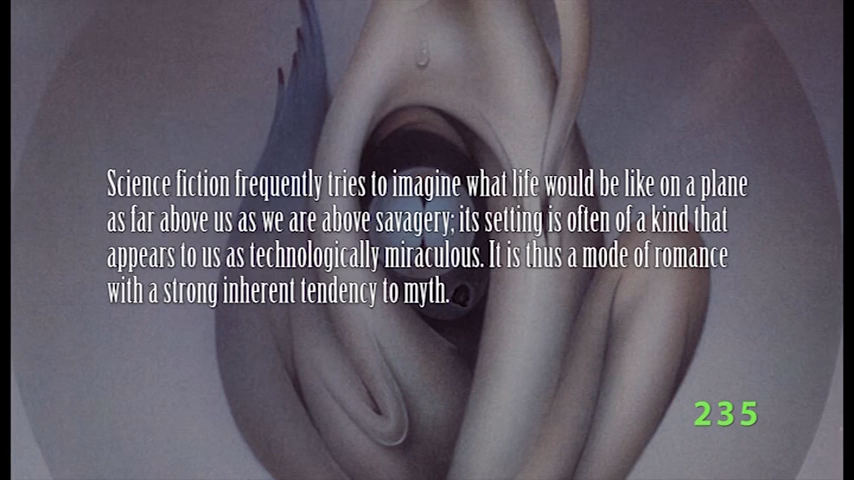 Science fiction frequently tries to imagine what life would be like on a plane
as far above us as we are above savagery; its setting is often of a kind that
appears to us as technologically miraculous. It is thus a mode of romance
with a strong inherent tendency to myth.
235